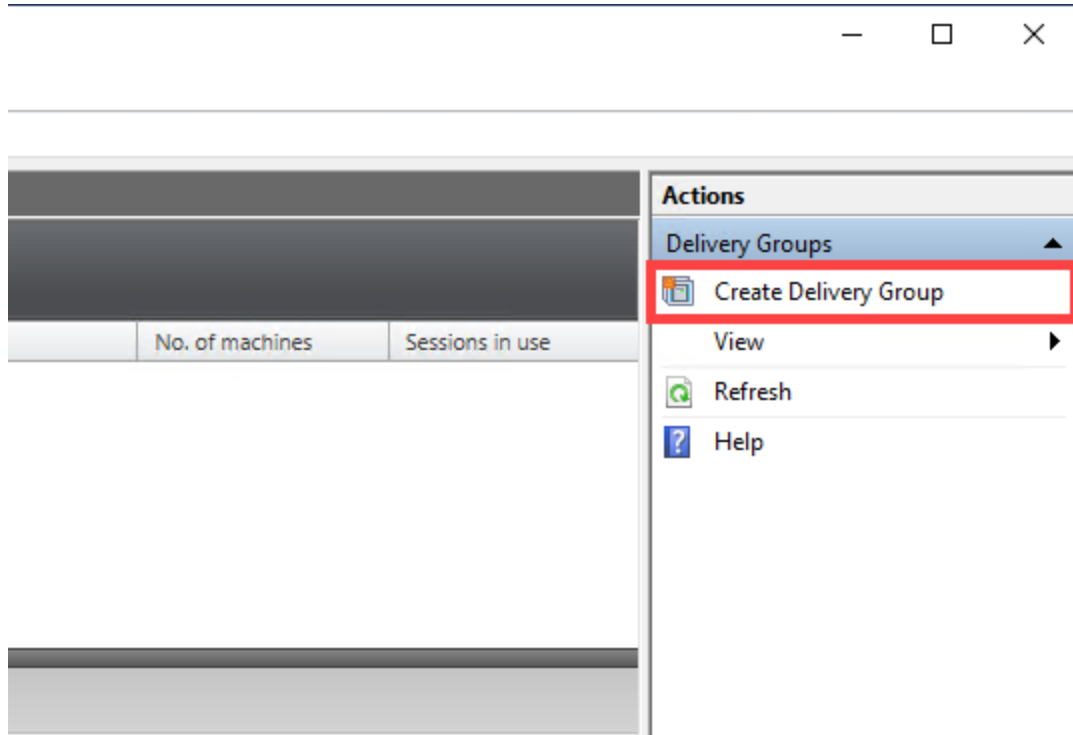 Actions
Delivery Groups
Create Delivery Group
No. of machines Sessions in use
View
Refresh
Help